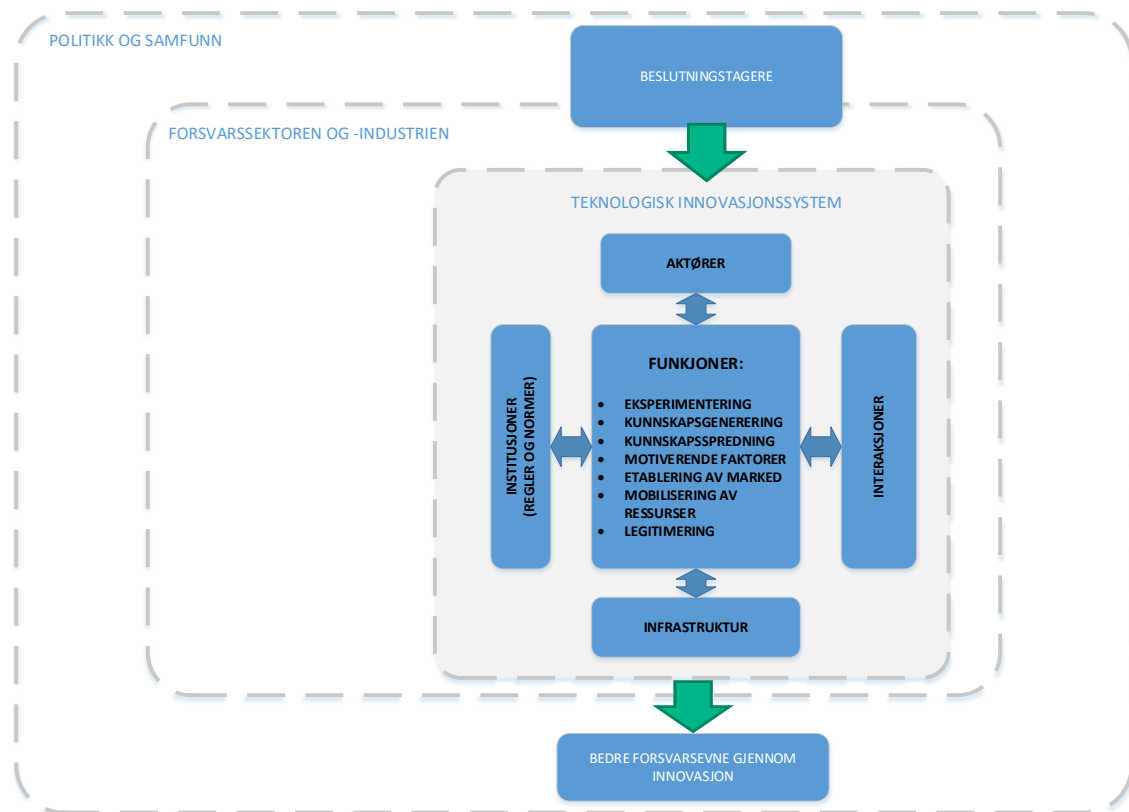 POLITIKK OG SAMFUNN
BESLUTNINGSTAGERE
FORSVARSSEKTOREN OG -INDUSTRIEN
TEKNOLOGISK INNOVASJONSSYSTEM
AKTØRER
INSTITUSJONER
(REGLER OG NORMER)
FUNKJONER:
• EKSPERIMENTERING
• KUNNSKAPSGENERERING
• KUNNSKAPSSPREDNING
• MOTIVERENDE FAKTORER
• ETABLERING AV MARKED
• MOBILISERING AV
RESSURSER
• LEGITIMERING
INTERAKSJONER
INFRASTRUKTUR
BEDRE FORSVARSEVNE GJENNOM
INNOVASJON